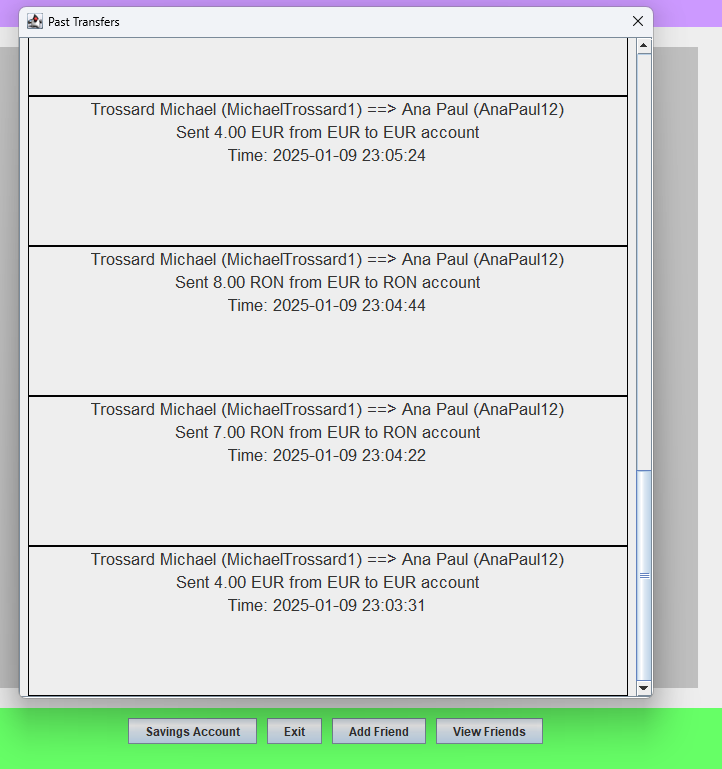 Past Transfers
Trossard Michael (MichaelTrossard1) ==> Ana Paul (AnaPaul12)
Sent 4.00 EUR from EUR to EUR account
Time: 2025-01-09 23:05:24
Trossard Michael (MichaelTrossard1) ==> Ana Paul (AnaPaul12)
Sent 8.00 RON from EUR to RON account
Time: 2025-01-09 23:04:44
Trossard Michael (MichaelTrossard1) ==> Ana Paul (AnaPaul12)
Sent 7.00 RON from EUR to RON account
Time: 2025-01-09 23:04:22
Trossard Michael (MichaelTrossard1) ==> Ana Paul (AnaPaul12)
Sent 4.00 EUR from EUR to EUR account
Time: 2025-01-09 23:03:31
Savings Account
Exit
Add Friend
View Friends